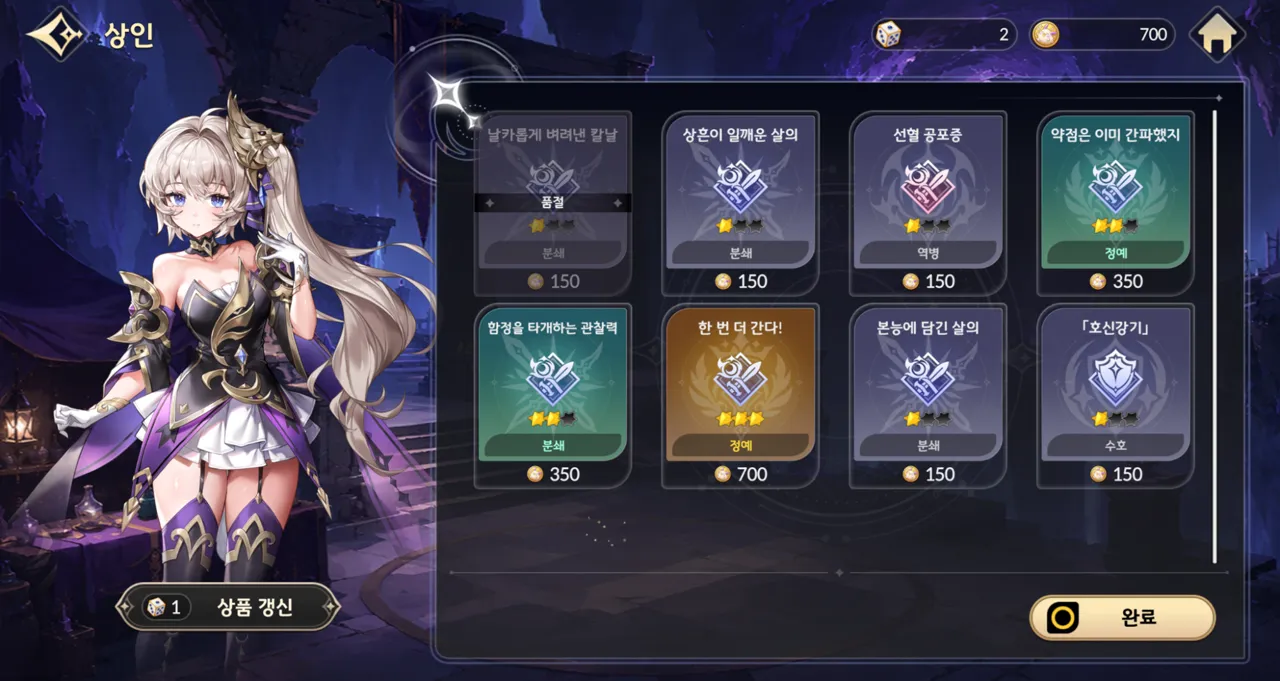 상인
2
700
날카롭게 벼려낸 칼날
품절
분쇄
150
상흔이 일깨운 살의
분쇄
150
선혈 공포증
역병
150
약점은 이미 간파했지
정예
350
함정을 타개하는 관찰력
분쇄
350
한 번 더 간다!
정예
700
본능에 담긴 살의
분쇄
150
「호신강기」
수호
150
1 상품 갱신
완료